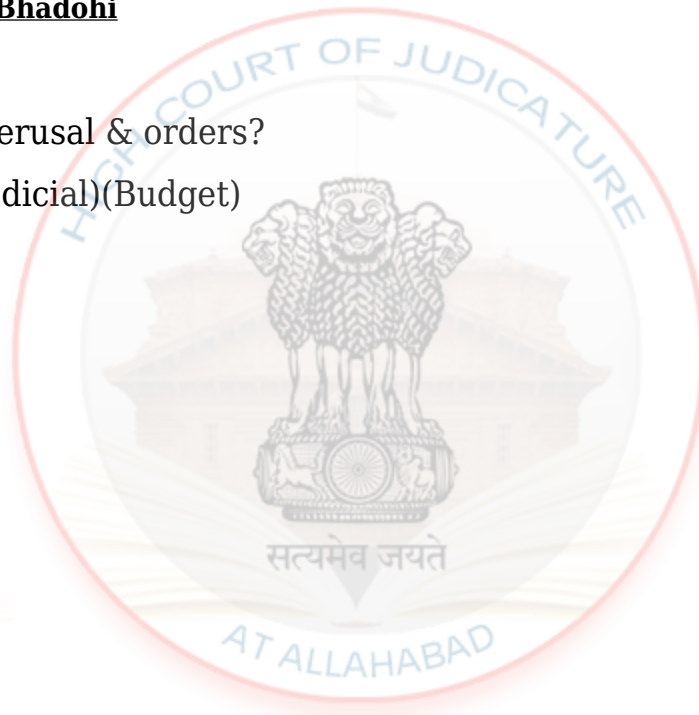 Bhadohi
HIGH COURT OF JUDICATURE
erusal & orders?
dicial)(Budget)
सत्यमेव जयते
AT ALLAHABAD